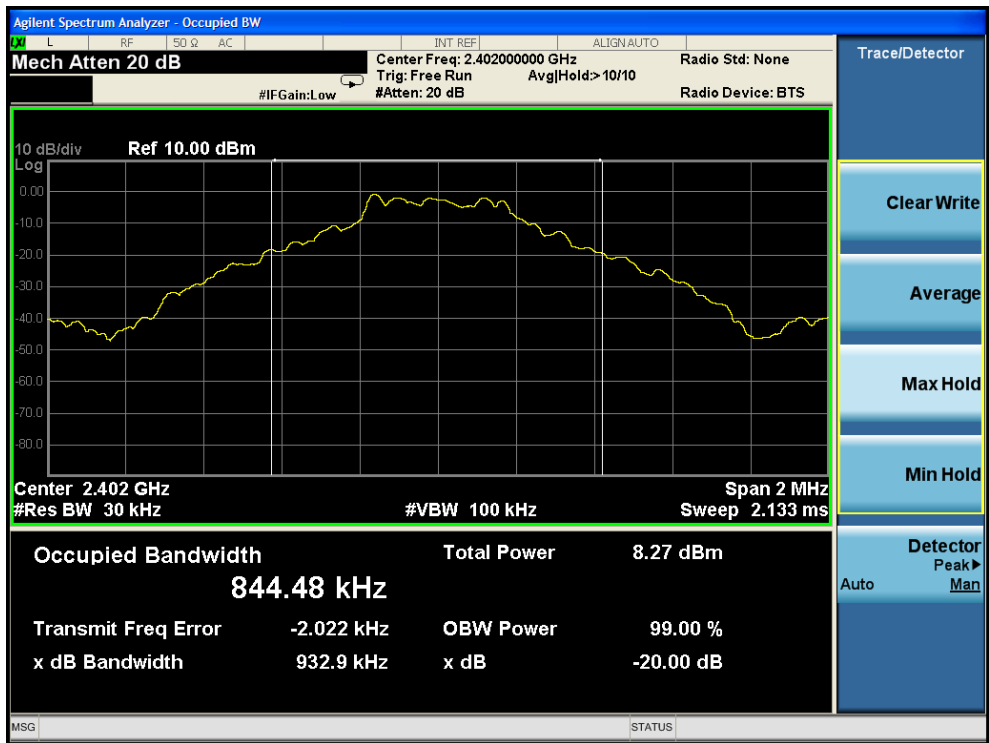 Agilent Spectrum Analyzer - Occupied BW
LXI L RF 50 Ω AC INT REF ALIGNAUTO
Mech Atten 20 dB
Center Freq: 2.402000000 GHz Radio Std: None
Trig: Free Run Avg|Hold:>10/10
#IFGain:Low #Atten: 20 dB Radio Device: BTS
10 dB/div Ref 10.00 dBm
Log
0.00
-10.0
-20.0
-30.0
-40.0
-50.0
-60.0
-70.0
-80.0
Center 2.402 GHz Span 2 MHz
#Res BW 30 kHz #VBW 100 kHz Sweep 2.133 ms
Occupied Bandwidth Total Power 8.27 dBm
844.48 kHz
Transmit Freq Error -2.022 kHz OBW Power 99.00 %
x dB Bandwidth 932.9 kHz x dB -20.00 dB
MSG STATUS
Trace/Detector
Clear Write
Average
Max Hold
Min Hold
Detector
Peak▶
Auto Man